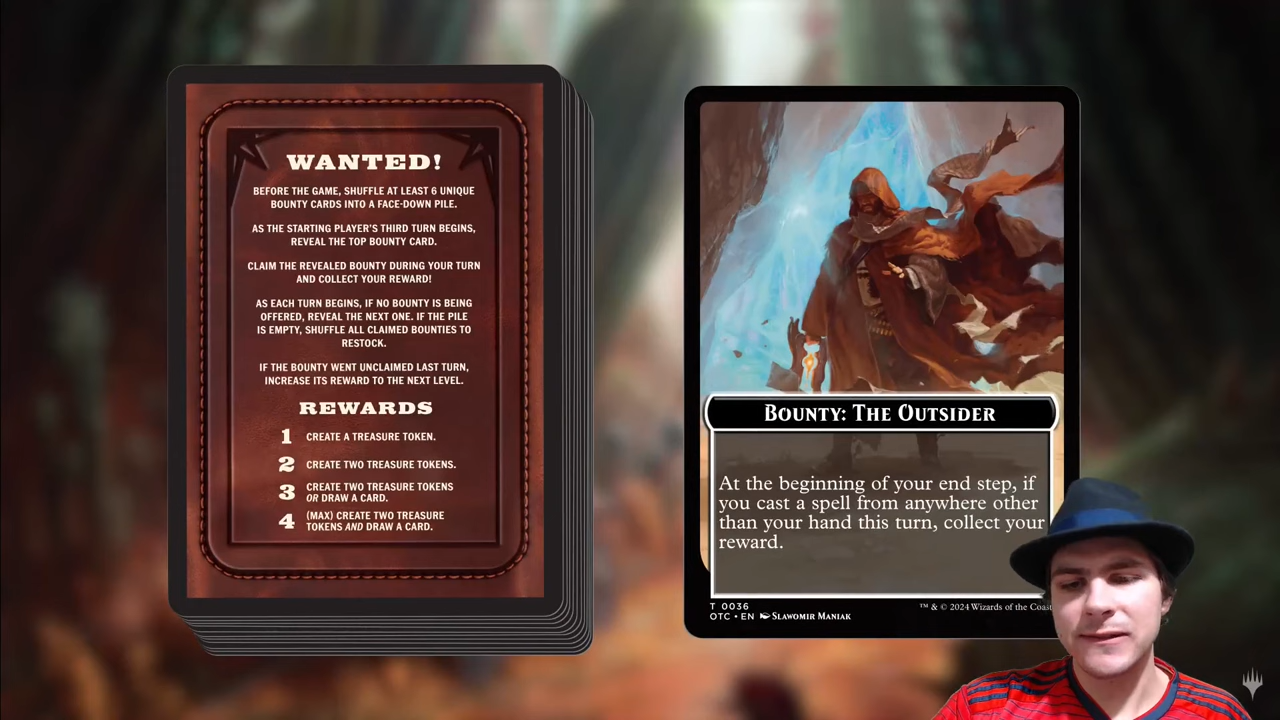 WANTED!
BEFORE THE GAME, SHUFFLE AT LEAST 6 UNIQUE
BOUNTY CARDS INTO A FACE-DOWN PILE.
AS THE STARTING PLAYER'S THIRD TURN BEGINS,
REVEAL THE TOP BOUNTY CARD.
CLAIM THE REVEALED BOUNTY DURING YOUR TURN
AND COLLECT YOUR REWARD!
AS EACH TURN BEGINS, IF NO BOUNTY IS BEING
OFFERED, REVEAL THE NEXT ONE. IF THE PILE
IS EMPTY, SHUFFLE ALL CLAIMED BOUNTIES TO
RESTOCK.
IF THE BOUNTY WENT UNCLAIMED LAST TURN,
INCREASE ITS REWARD TO THE NEXT LEVEL.
REWARDS
1 CREATE A TREASURE TOKEN.
2 CREATE TWO TREASURE TOKENS.
3 CREATE TWO TREASURE TOKENS
OR DRAW A CARD.
4 (MAX) CREATE TWO TREASURE
TOKENS AND DRAW A CARD.
BOUNTY: THE OUTSIDER
At the beginning of your end step, if
you cast a spell from anywhere other
than your hand this turn, collect your
reward.
T 0036
OTC • EN SLAWOMIR MANIAK
™ & © 2024 Wizards of the Coast